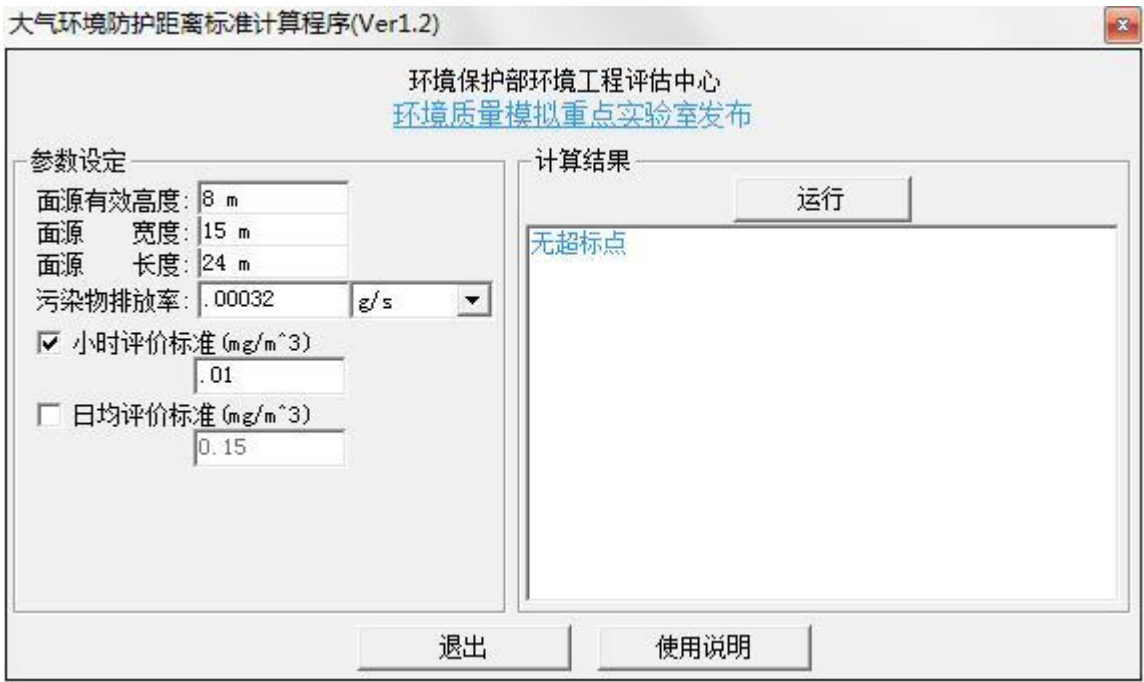 大气环境防护距离标准计算程序(Ver1.2)
环境保护部环境工程评估中心
环境质量模拟重点实验室发布
参数设定
面源有效高度: 8 m
面源 宽度: 15 m
面源 长度: 24 m
污染物排放率: .00032 g/s
小时评价标准(mg/m^3)
.01
日均评价标准(mg/m^3)
0.15
计算结果
运行
无超标点
退出
使用说明